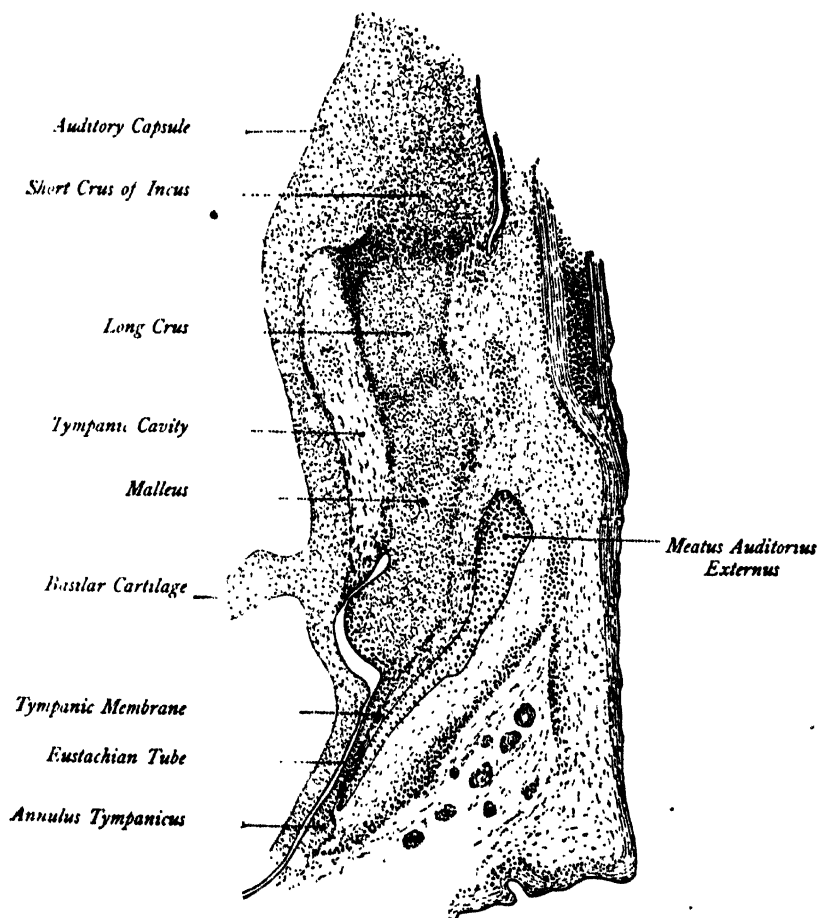 Auditory Capsule
Short Crus of Incus
Long Crus
Tympanic Cavity
Malleus
Meatus Auditorius
Externus
Basilar Cartilage
Tympanic Membrane
Eustachian Tube
Annulus Tympanicus